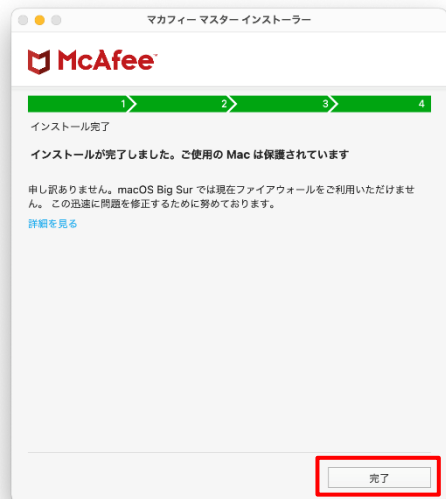 マカフィー マスター インストーラー
McAfee™
1 2 3 4
インストール完了
インストールが完了しました。ご使用の Mac は保護されています
申し訳ありません。macOS Big Sur では現在ファイアウォールをご利用いただけませ
ん。 この迅速に問題を修正するために努めております。
詳細を見る
完了